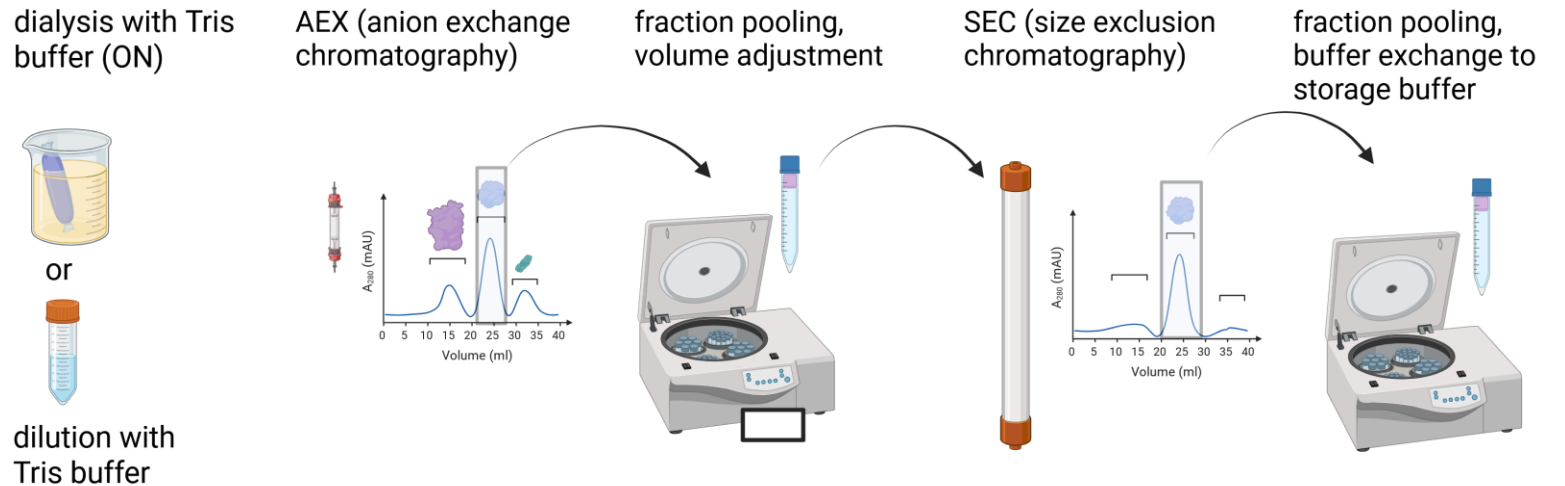 dialysis with Tris
buffer (ON)
or
dilution with
Tris buffer
AEX (anion exchange
chromatography)
A280 (mAU)
0 5 10 15 20 25 30 35 40
Volume (ml)
fraction pooling,
volume adjustment
SEC (size exclusion
chromatography)
A280 (mAU)
0 5 10 15 20 25 30 35 40
Volume (ml)
fraction pooling,
buffer exchange to
storage buffer